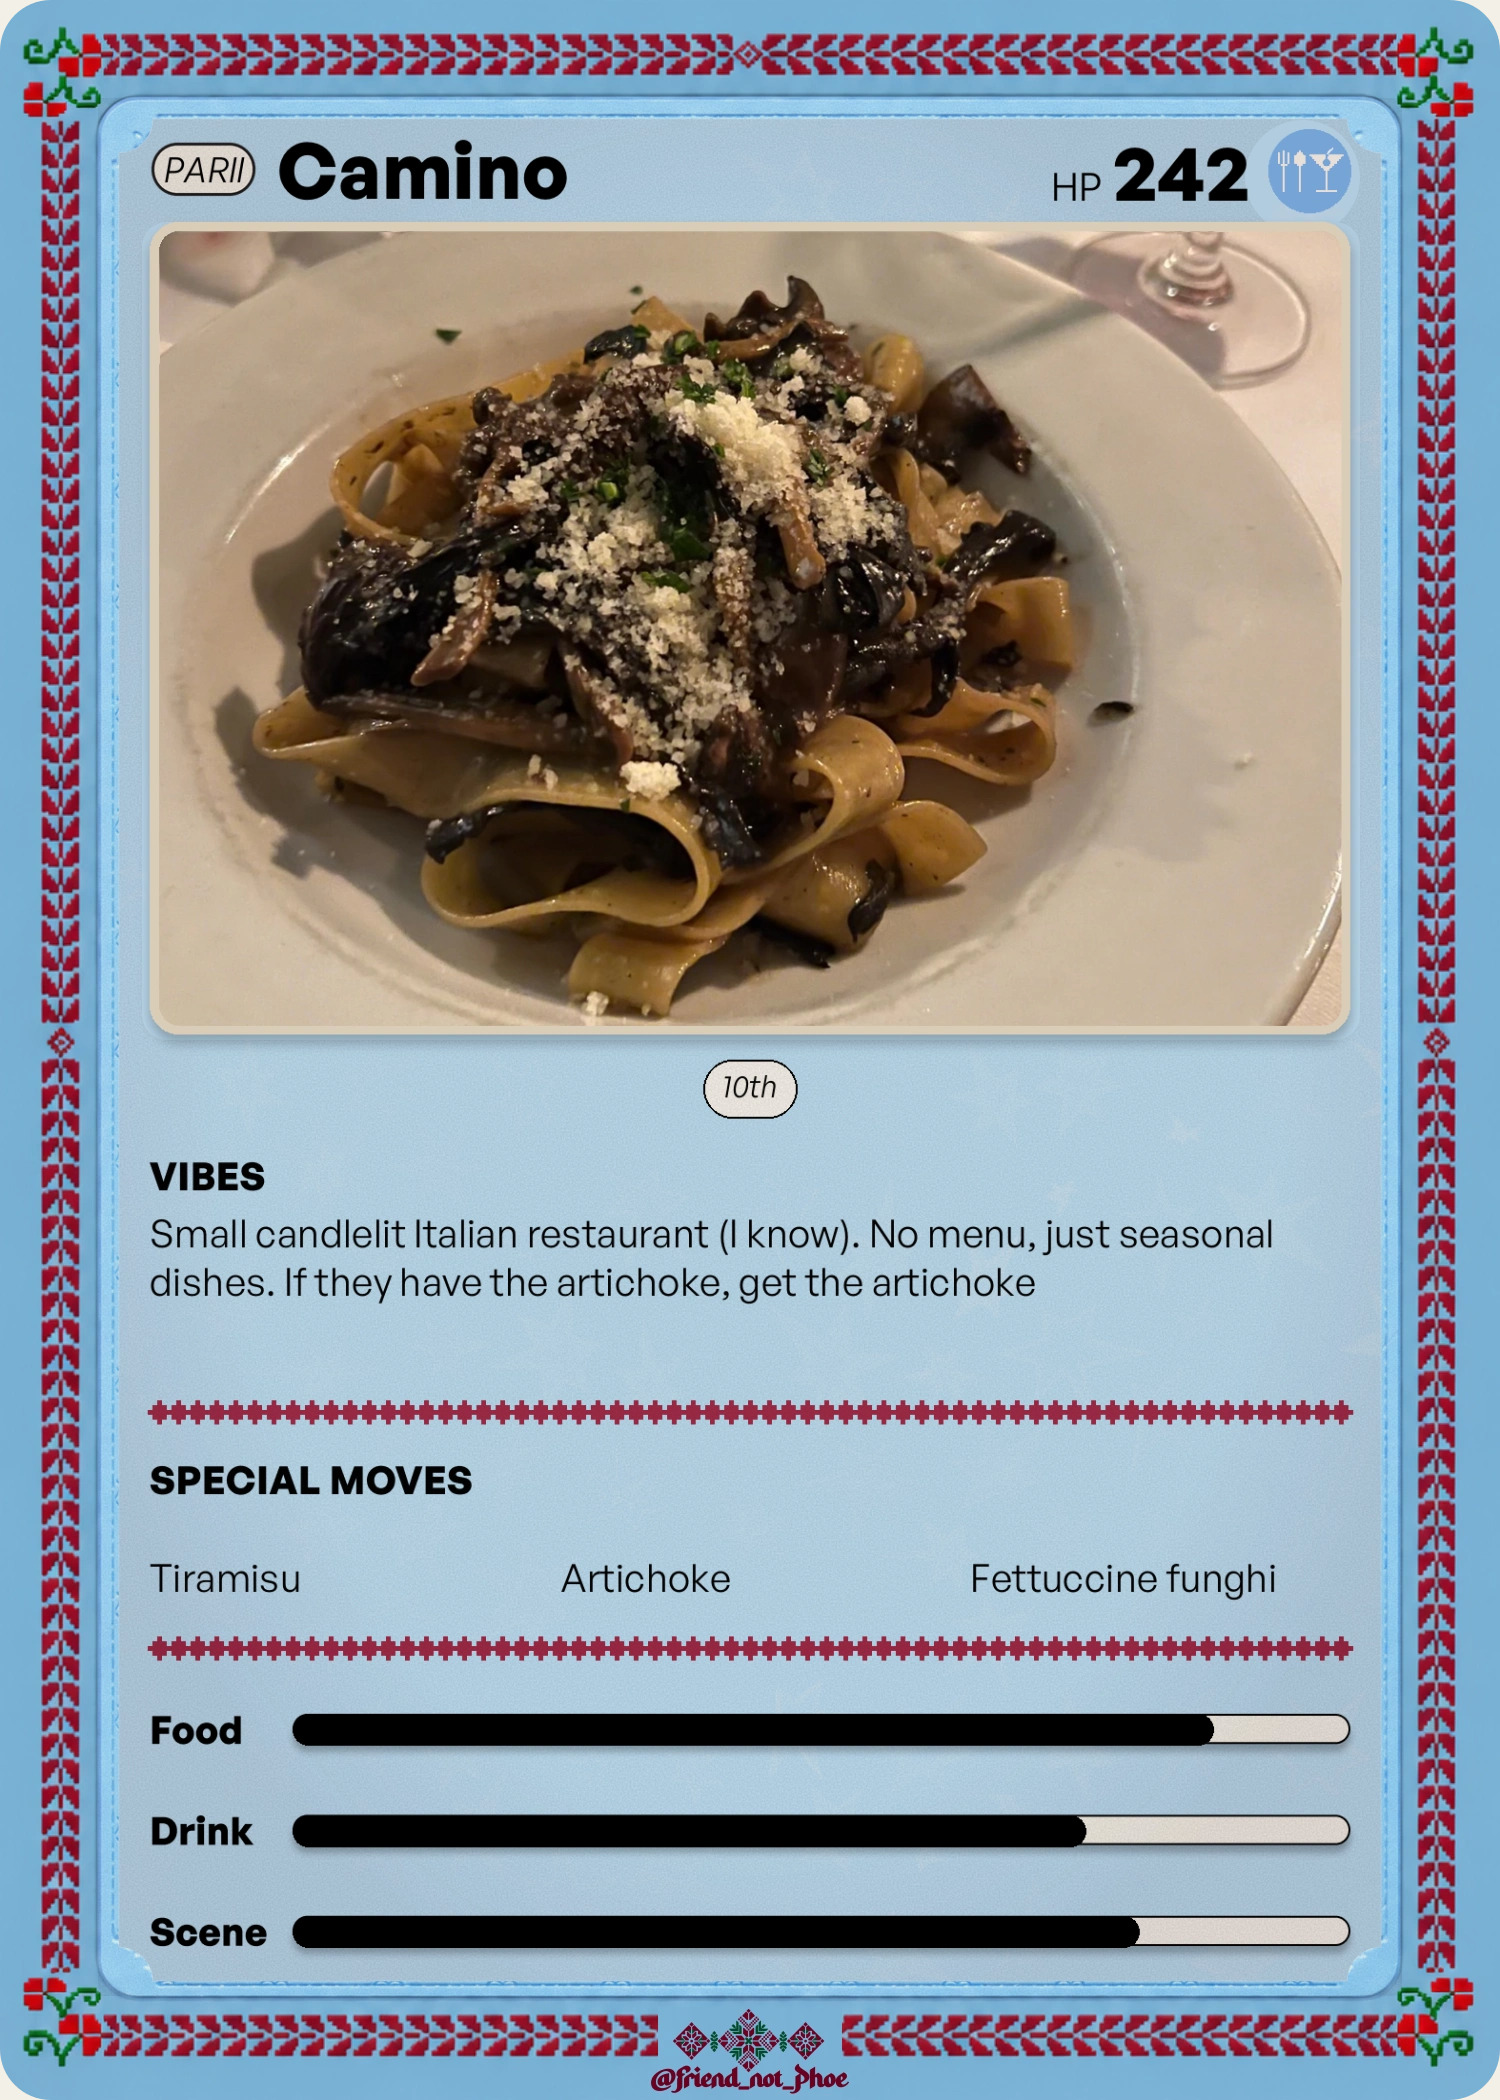 PARII Camino HP 242
10th
VIBES
Small candlelit Italian restaurant (I know). No menu, just seasonal
dishes. If they have the artichoke, get the artichoke
SPECIAL MOVES
Tiramisu Artichoke Fettuccine funghi
Food
Drink
Scene
@friend_not_phoe